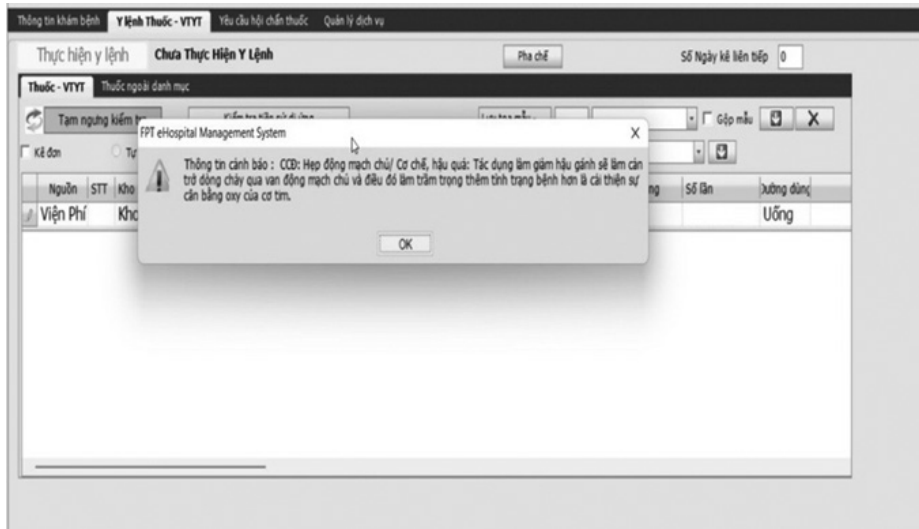 Thông tin khám bệnh Y lệnh Thuốc - VTYT Yêu cầu hội chẩn thuốc Quản lý dịch vụ
Thực hiện y lệnh Chưa Thực Hiện Y Lệnh Pha chế Số Ngày kê liên tiếp 0
Thuốc - VTYT Thuốc ngoài danh mục
Tạm ngưng kiểm Gộp mẫu X
FPT eHospital Management System X
Kê đơn Tự
Thông tin cảnh báo : CCĐ: Hẹp động mạch chủ/ Cơ chế, hậu quả: Tác dụng làm giảm hậu gánh sẽ làm cản
trở dòng chảy qua van động mạch chủ và điều đó làm trầm trọng thêm tình trạng bệnh hơn là cải thiện sự
cân bằng oxy của cơ tim.
Nguồn STT Kho ng Số lần Đường dùng
Viện Phí Kho Uống
OK